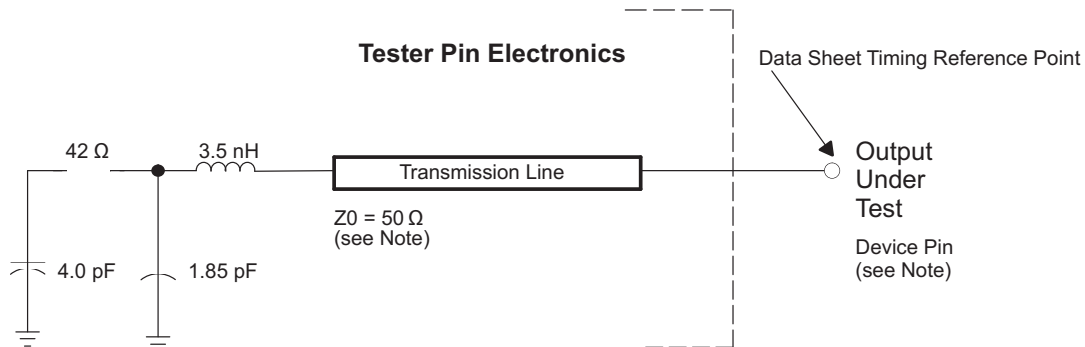 Tester Pin Electronics
Data Sheet Timing Reference Point
42 Ω
3.5 nH
Transmission Line
Output
Under
Test
Z0 = 50 Ω
(see Note)
Device Pin
(see Note)
4.0 pF
1.85 pF